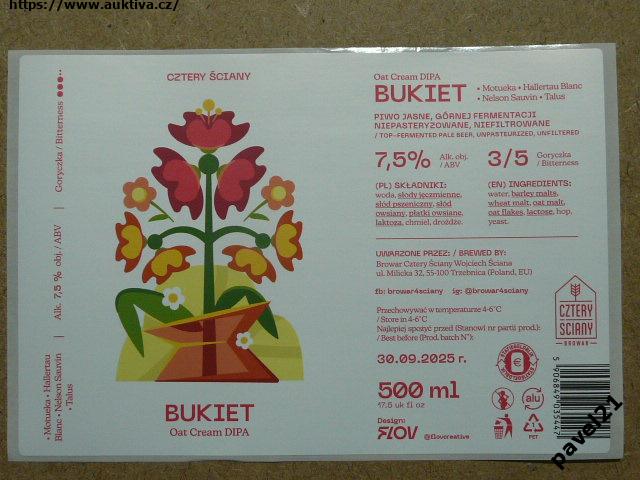 https://www.auktiva.cz/
Goryczka / Bitterness
Alk. 7,5 % obj. / ABV
• Motueka • Hallertau
Blanc • Nelson Sauvin
• Talus
CZTERY ŚCIANY
BUKIET
Oat Cream DIPA
Oat Cream DIPA
BUKIET
• Motueka • Hallertau Blanc
• Nelson Sauvin • Talus
PIWO JASNE, GÓRNEJ FERMENTACJI
NIEPASTERYZOWANE, NIEFILTROWANE
/ TOP-FERMENTED PALE BEER, UNPASTEURIZED, UNFILTERED
7,5% Alk. obj. / ABV
3/5 Goryczka / Bitterness
(PL) SKŁADNIKI:
woda, słody jęczmienne,
słód pszeniczny, słód
owsiany, płatki owsiane,
laktoza, chmiel, drożdże.
(EN) INGREDIENTS:
water, barley malts,
wheat malt, oat malt,
oat flakes, lactose, hop,
yeast.
UWARZONE PRZEZ: / BREWED BY:
Browar Cztery Ściany Wojciech Ściana
ul. Milicka 32, 55-100 Trzebnica (Poland, EU)
fb: browar4sciany ig: @browar4sciany
Przechowywać w temperaturze 4-6°C
/ Store in 4-6°C
Najlepiej spożyć przed (Stanowi nr partii prod.):
/ Best before (Prod. batch N°):
30.09.2025 r.
500 ml
17.5 uk fl oz
Design:
FLOV @flovcreative
CZTERY
ŚCIANY
BROWAR
alu
1
PET
5 906849 035447
pavel21